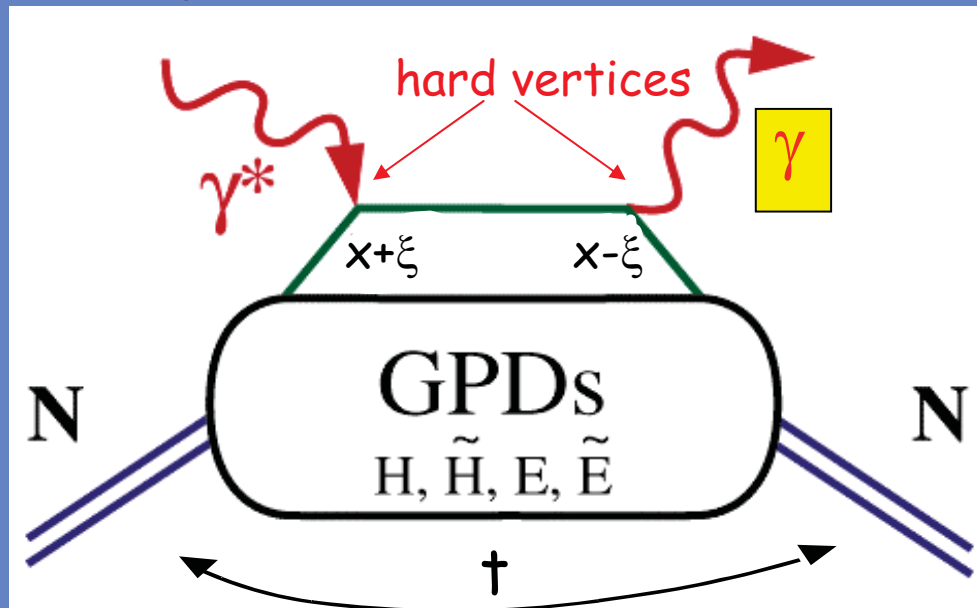 hard vertices
γ*
γ
x+ξ x-ξ
GPDs
N N
H, H̃, E, Ẽ
t